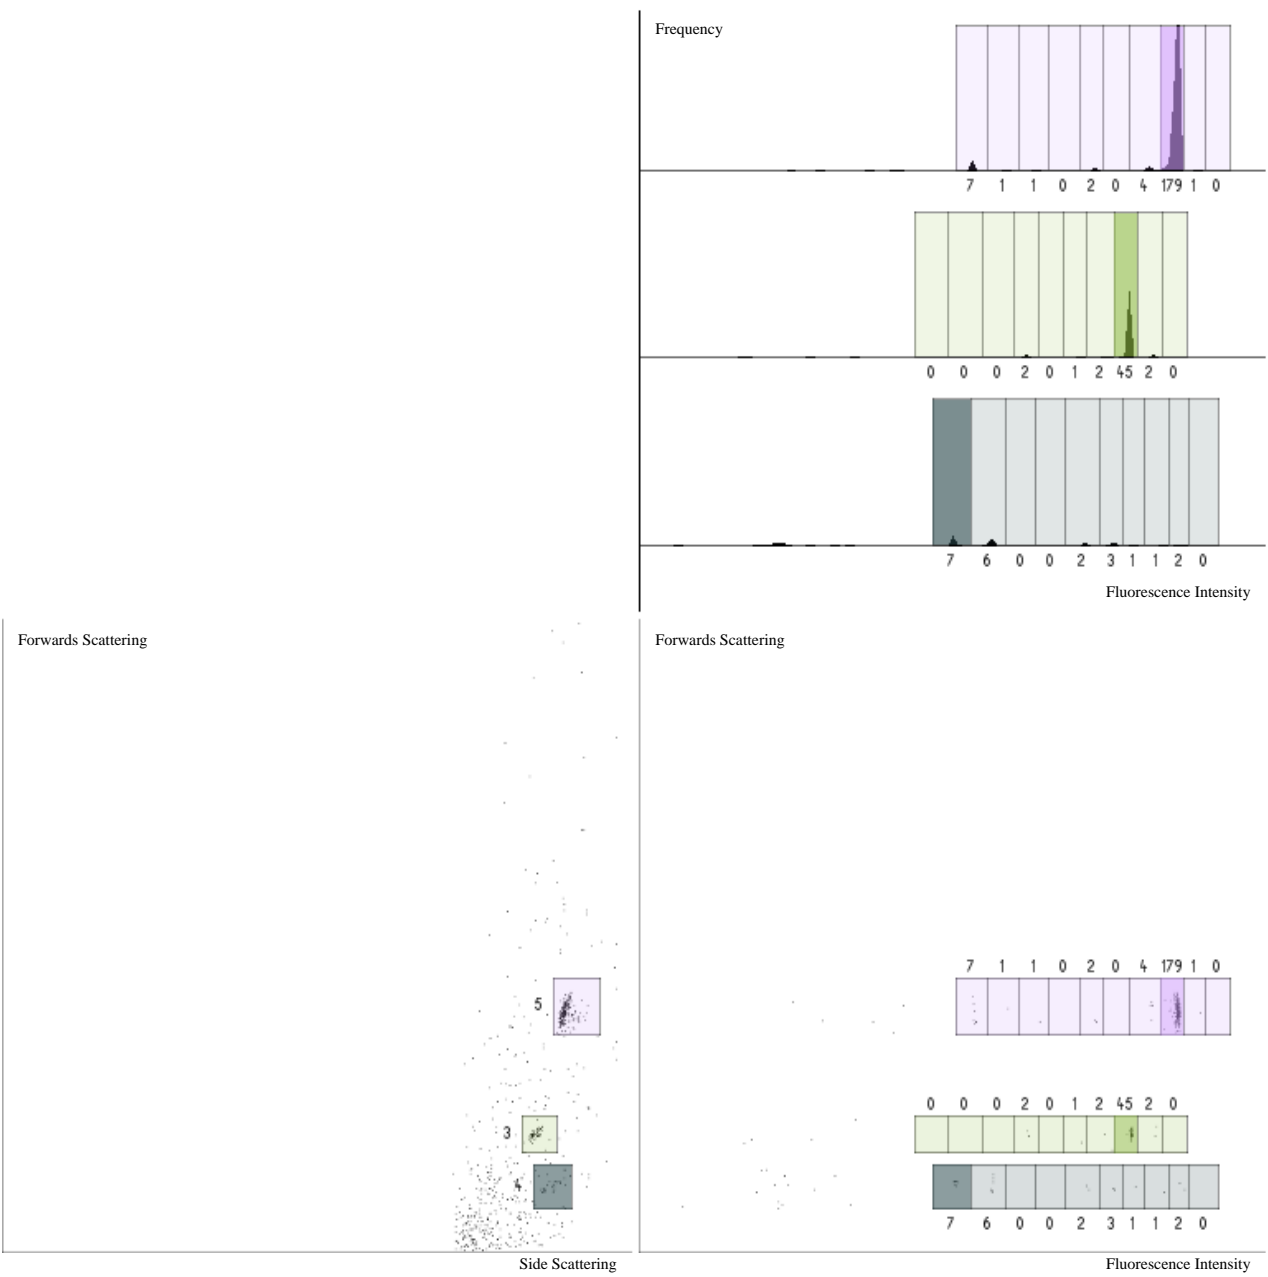 Frequency
7 1 1 0 2 0 4 179 1 0
0 0 0 2 0 1 2 45 2 0
7 6 0 0 2 3 1 1 2 0
Fluorescence Intensity
Forwards Scattering
5
3
4
Side Scattering
Forwards Scattering
7 1 1 0 2 0 4 179 1 0
0 0 0 2 0 1 2 45 2 0
7 6 0 0 2 3 1 1 2 0
Fluorescence Intensity